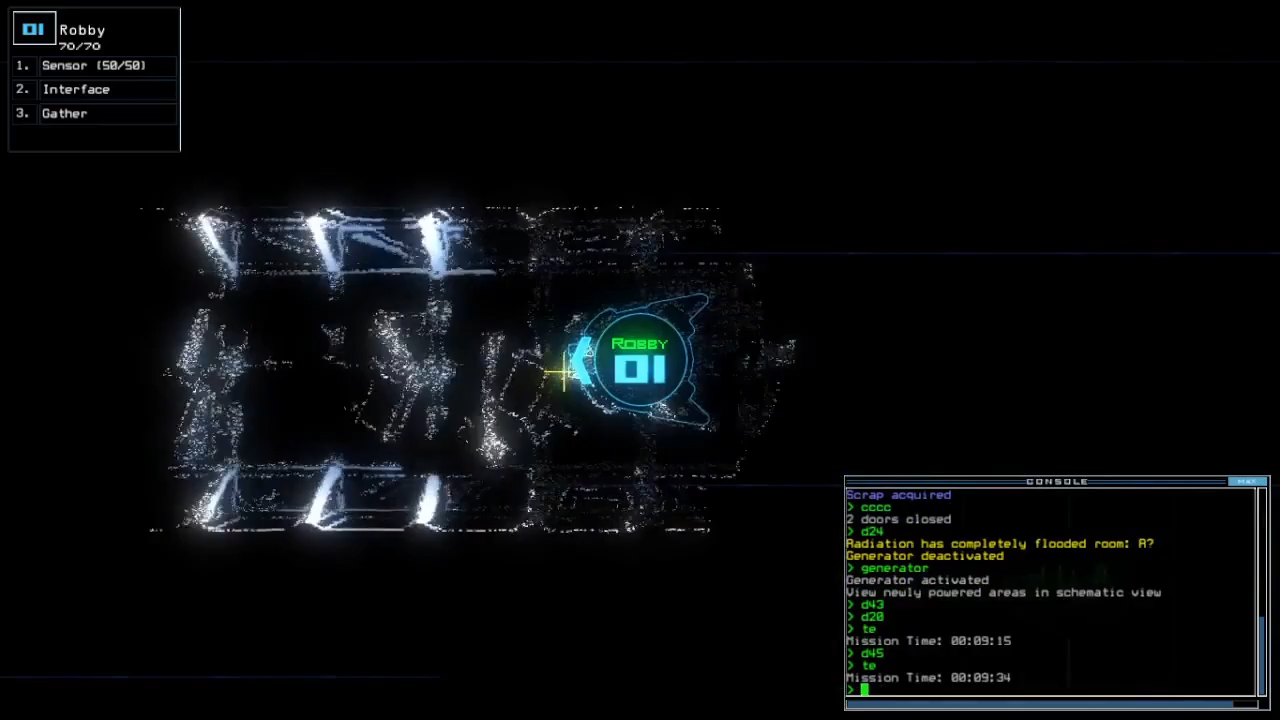 01 Robby
70/70
1. Sensor (50/50)
2. Interface
3. Gather
Robby
01
CONSOLE
Scrap acquired
> cccc
2 doors closed
> d24
Radiation has completely flooded room: R?
Generator deactivated
> generator
Generator activated
View newly powered areas in schematic view
> d43
> d20
> te
Mission Time: 00:09:15
> d45
> te
Mission Time: 00:09:34
>